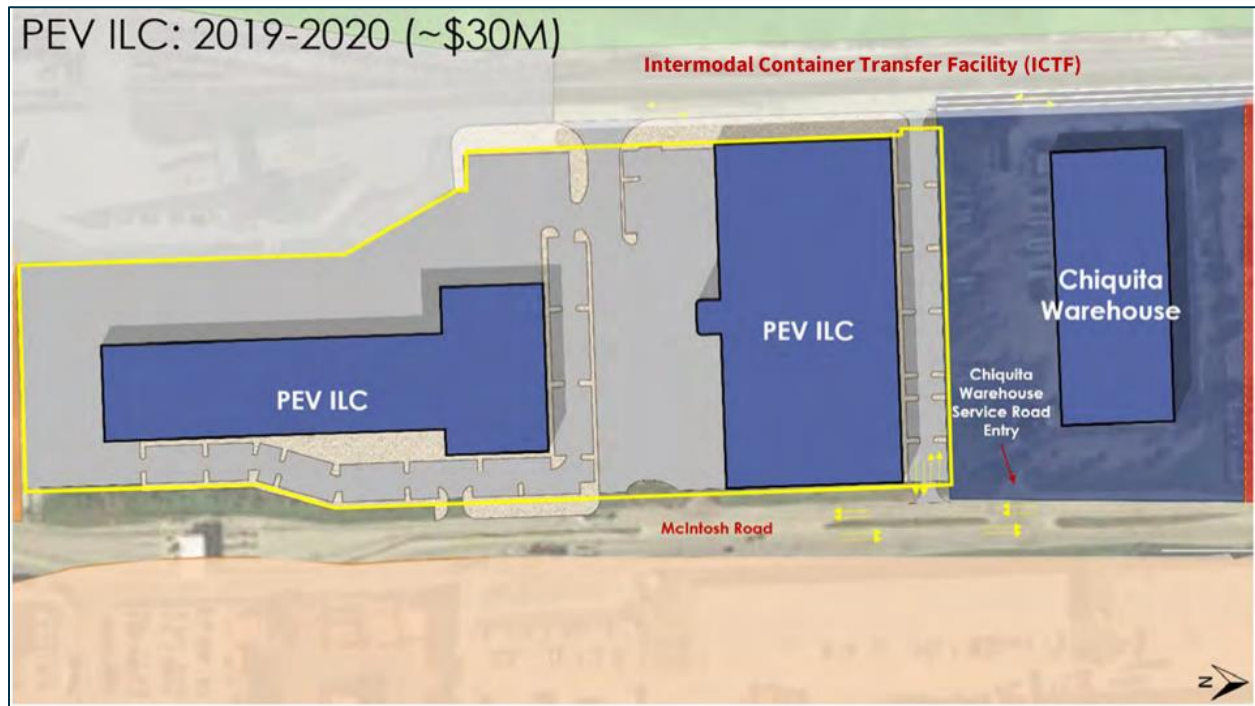 PEV ILC: 2019-2020 (~$30M)
Intermodal Container Transfer Facility (ICTF)
Chiquita
Warehouse
PEV ILC
PEV ILC
Chiquita
Warehouse
Service Road
Entry
McIntosh Road
N